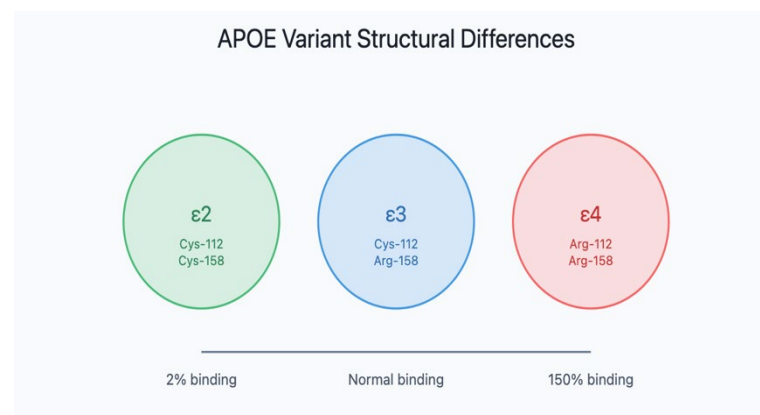 APOE Variant Structural Differences
ε2
Cys-112
Cys-158
ε3
Cys-112
Arg-158
ε4
Arg-112
Arg-158
2% binding
Normal binding
150% binding